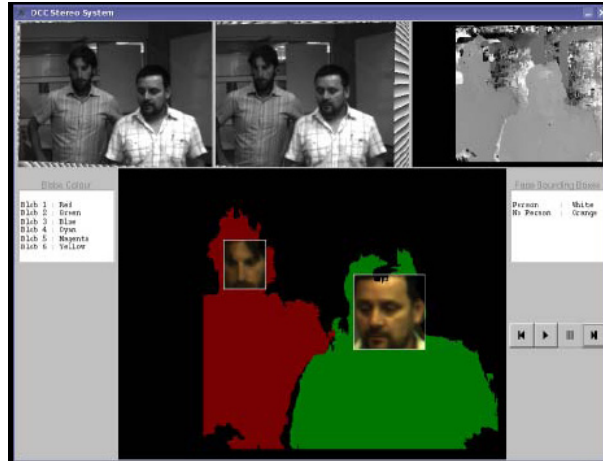 DCC Stereo System
Blobs Colour
Blob 1 : Red
Blob 2 : Green
Blob 3 : Blue
Blob 4 : Cyan
Blob 5 : Magenta
Blob 6 : Yellow
Face Bounding Boxes
Person : White
No Person : Orange